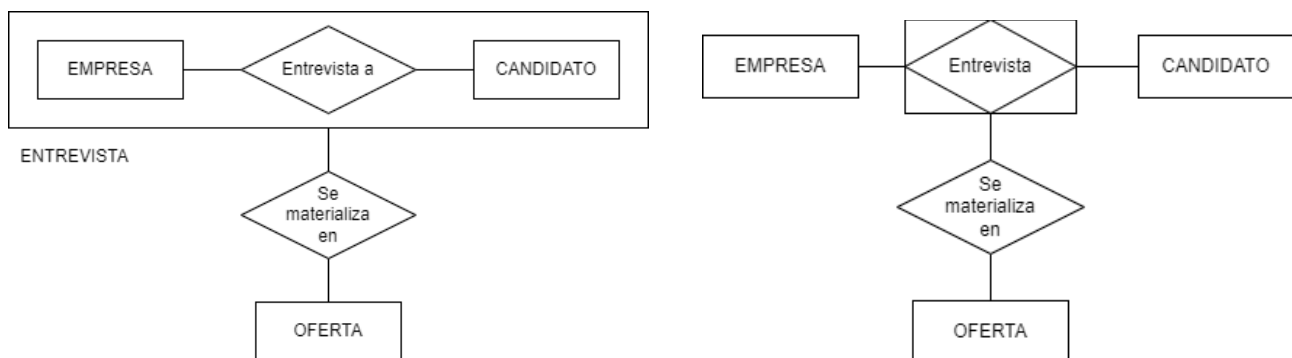 EMPRESA
Entrevista a
CANDIDATO
ENTREVISTA
Se
materializa
en
OFERTA
EMPRESA
Entrevista
CANDIDATO
Se
materializa
en
OFERTA